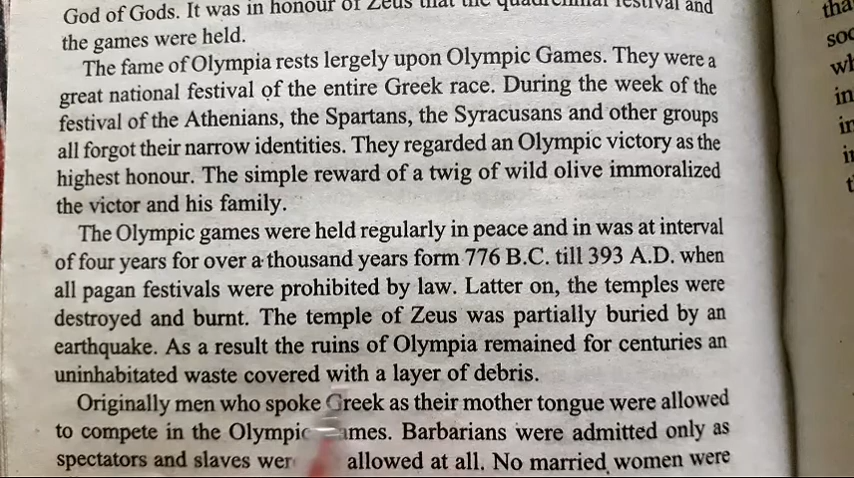 God of Gods. It was in honour of Zeus that the quadrennial festival and
the games were held.
The fame of Olympia rests lergely upon Olympic Games. They were a
great national festival of the entire Greek race. During the week of the
festival of the Athenians, the Spartans, the Syracusans and other groups
all forgot their narrow identities. They regarded an Olympic victory as the
highest honour. The simple reward of a twig of wild olive immoralized
the victor and his family.
The Olympic games were held regularly in peace and in was at interval
of four years for over a thousand years form 776 B.C. till 393 A.D. when
all pagan festivals were prohibited by law. Latter on, the temples were
destroyed and burnt. The temple of Zeus was partially buried by an
earthquake. As a result the ruins of Olympia remained for centuries an
uninhabitated waste covered with a layer of debris.
Originally men who spoke Greek as their mother tongue were allowed
to compete in the Olympic Games. Barbarians were admitted only as
spectators and slaves wer allowed at all. No married women were
tha
soc
wh
in
in
in
t